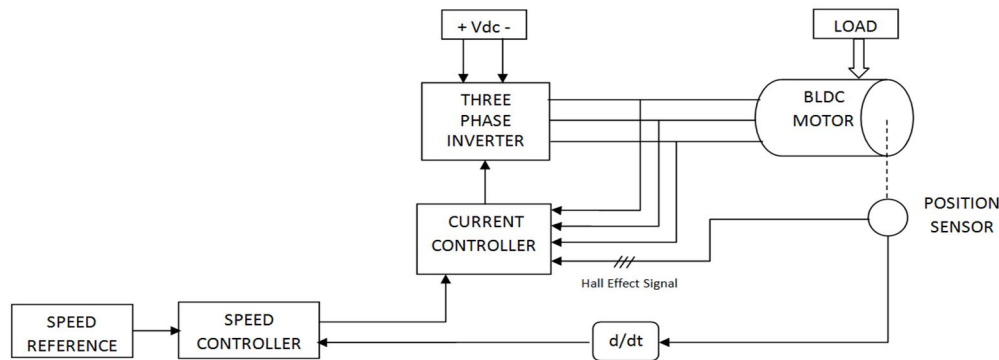 + Vdc -
LOAD
THREE
PHASE
INVERTER
BLDC
MOTOR
CURRENT
CONTROLLER
POSITION
SENSOR
Hall Effect Signal
SPEED
REFERENCE
SPEED
CONTROLLER
d/dt